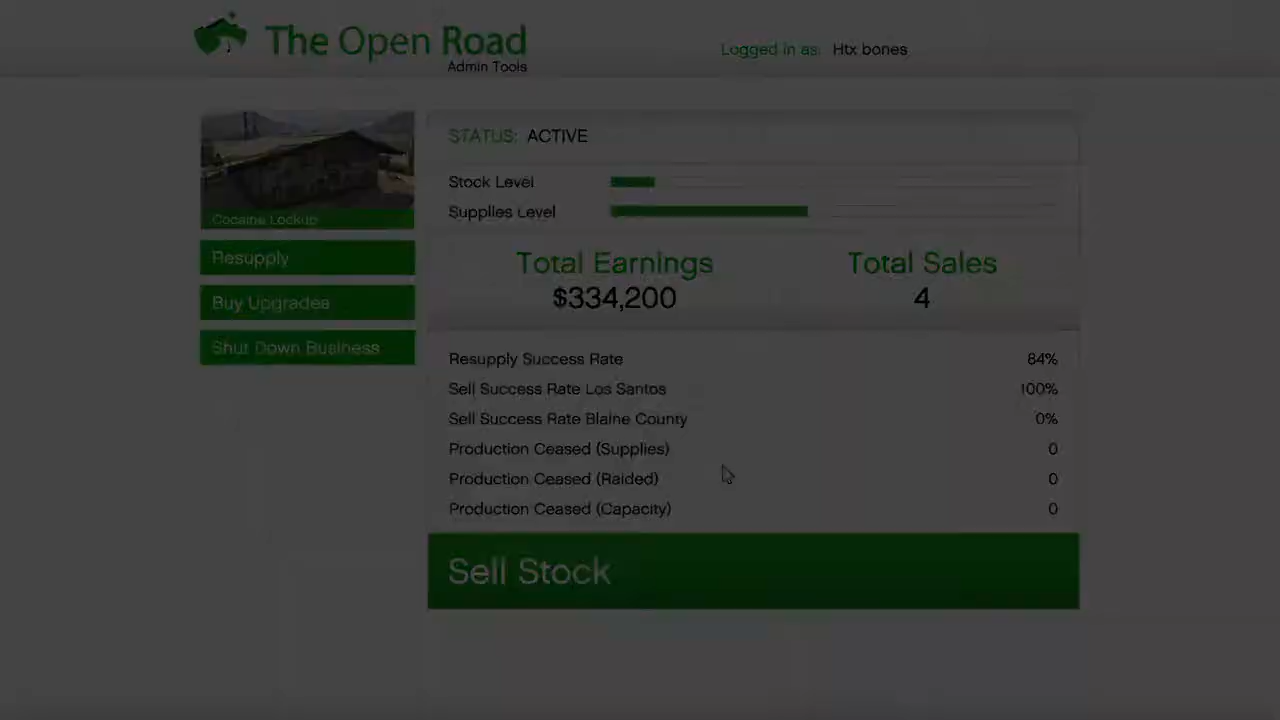 The Open Road
Admin Tools
Logged in as: Htx bones
Cocaine Lockup
Resupply
Buy Upgrades
Shut Down Business
STATUS: ACTIVE
Stock Level
Supplies Level
Total Earnings
$334,200
Total Sales
4
Resupply Success Rate 84%
Sell Success Rate Los Santos 100%
Sell Success Rate Blaine County 0%
Production Ceased (Supplies) 0
Production Ceased (Raided) 0
Production Ceased (Capacity) 0
Sell Stock